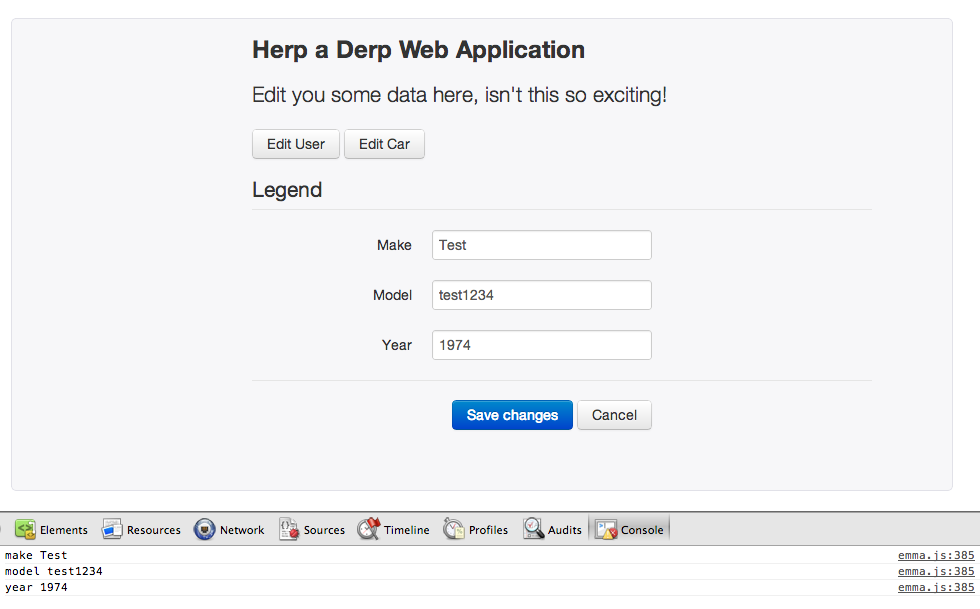 Herp a Derp Web Application
Edit you some data here, isn't this so exciting!
Edit User Edit Car
Legend
Make Test
Model test1234
Year 1974
Save changes Cancel
Elements Resources Network Sources Timeline Profiles Audits Console
make Test emma.js:385
model test1234 emma.js:385
year 1974 emma.js:385